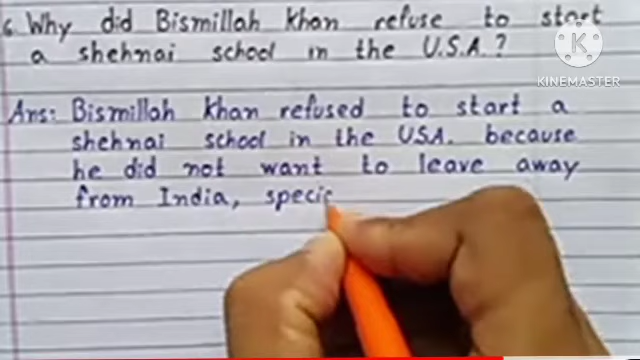 6. Why did Bismillah Khan refuse to start
a shehnai school in the U.S.A.?
K
KINEMASTER
Ans: Bismillah Khan refused to start a
shehnai school in the USA. because
he did not want to leave away
from India, speci